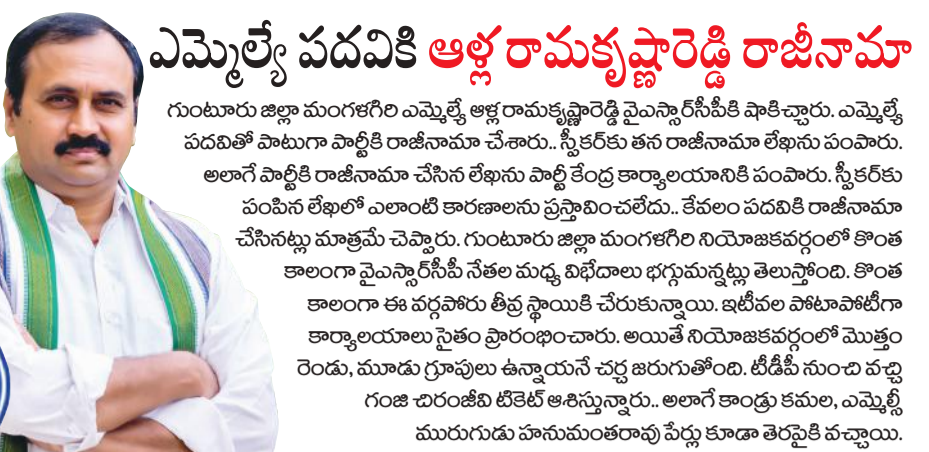 ఎమ్మెల్యే పదవికి ఆళ్ల రామకృష్ణారెడ్డి రాజీనామా
గుంటూరు జిల్లా మంగళగిరి ఎమ్మెల్యే ఆళ్ల రామకృష్ణారెడ్డి వైఎస్సార్‌సీపీకి షాకిచ్చారు. ఎమ్మెల్యే
పదవితో పాటుగా పార్టీకి రాజీనామా చేశారు.. స్పీకర్‌కు తన రాజీనామా లేఖను పంపారు.
అలాగే పార్టీకి రాజీనామా చేసిన లేఖను పార్టీ కేంద్ర కార్యాలయానికి పంపారు. స్పీకర్‌కు
పంపిన లేఖలో ఎలాంటి కారణాలను ప్రస్తావించలేదు.. కేవలం పదవికి రాజీనామా
చేసినట్లు మాత్రమే చెప్పారు. గుంటూరు జిల్లా మంగళగిరి నియోజకవర్గంలో కొంత
కాలంగా వైఎస్సార్‌సీపీ నేతల మధ్య విభేదాలు భగ్గుమన్నట్లు తెలుస్తోంది. కొంత
కాలంగా ఈ వర్గపోరు తీవ్ర స్థాయికి చేరుకున్నాయి. ఇటీవల పోటాపోటీగా
కార్యాలయాలు సైతం ప్రారంభించారు. అయితే నియోజకవర్గంలో మొత్తం
రెండు, మూడు గ్రూపులు ఉన్నాయనే చర్చ జరుగుతోంది. టీడీపీ నుంచి వచ్చి
గంజి చిరంజీవి టికెట్ ఆశిస్తున్నారు.. అలాగే కాండ్రు కమల, ఎమ్మెల్సీ
మురుగుడు హనుమంతరావు పేర్లు కూడా తెరపైకి వచ్చాయి.